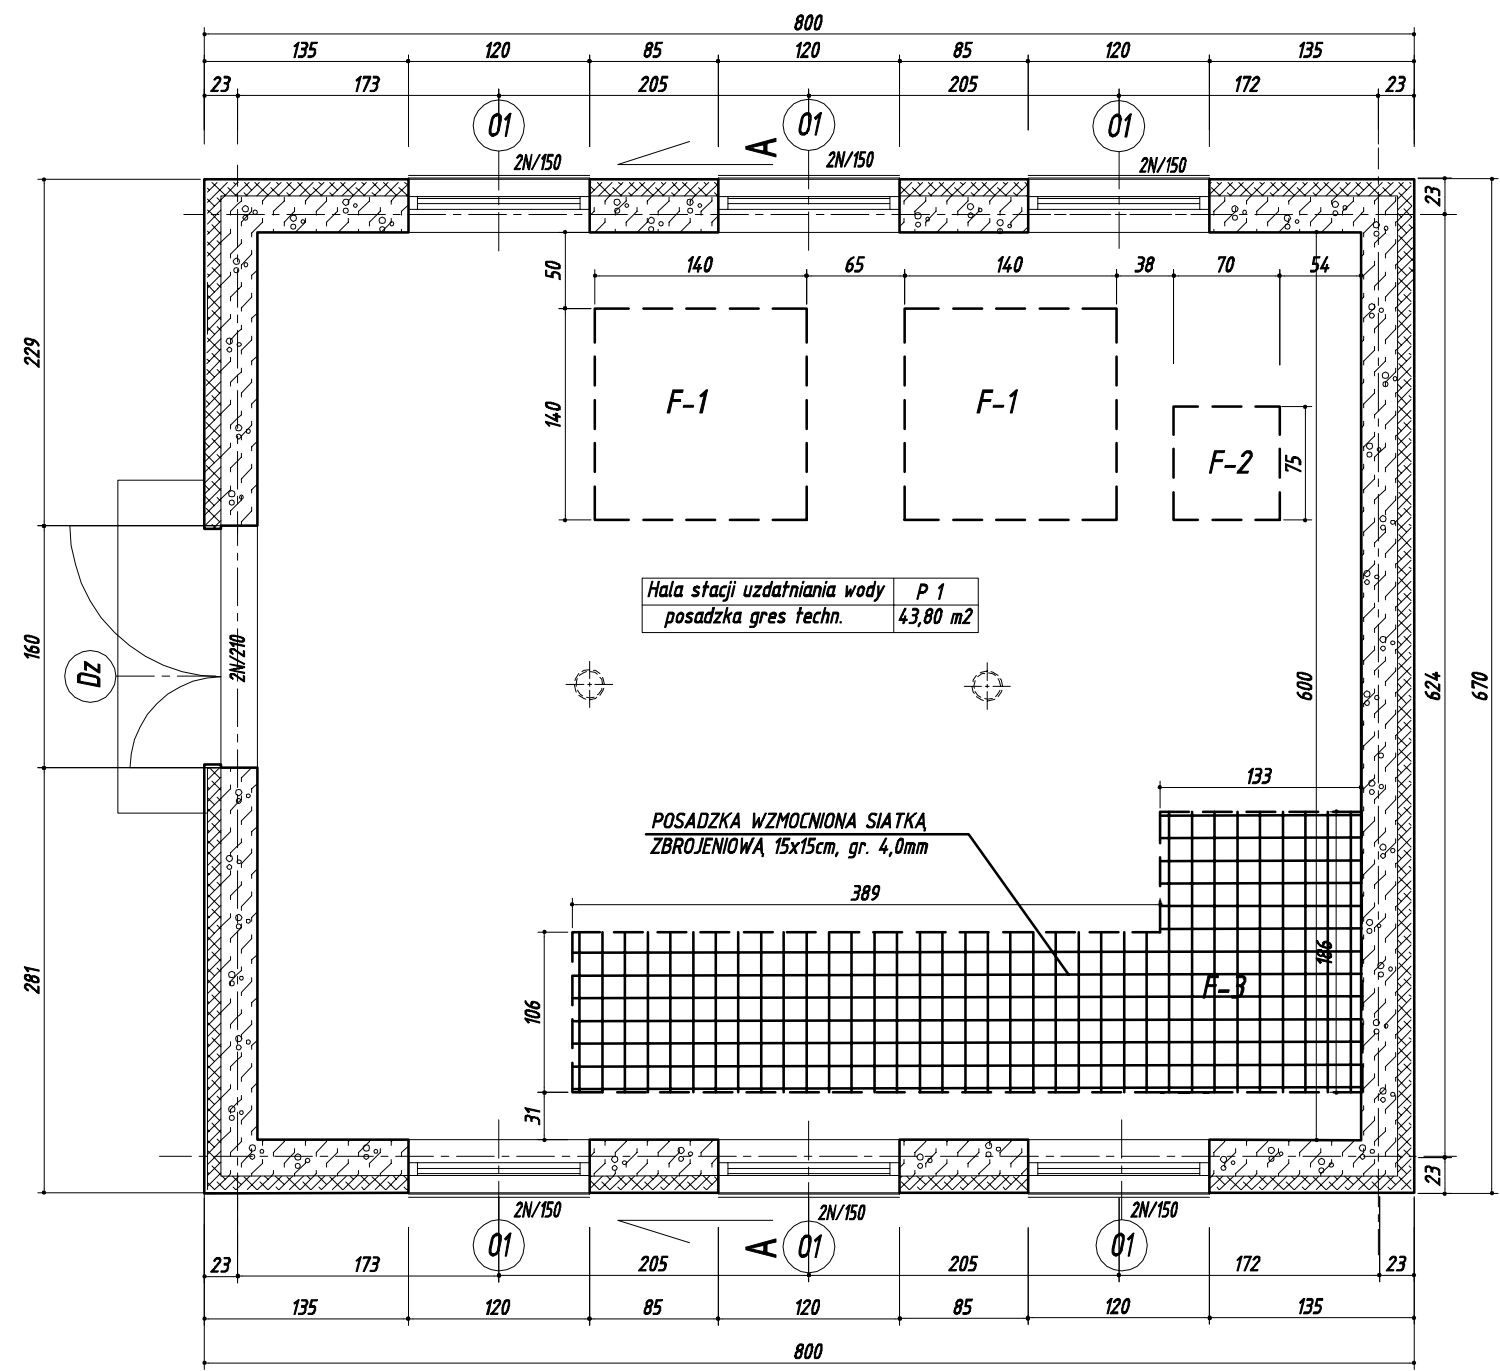 800
135 120 85 120 85 120 135
23 173 205 205 172 23
01 01 01
A
2N/150 2N/150 2N/150
23
50
140 65 140 38 70 54
229
140
F-1 F-1
F-2
75
Hala stacji uzdatniania wody P 1
posadzka gres techn. 43,80 m2
160
Dz
2N/210
600
624
670
133
POSADZKA WZMOCNIONA SIATKĄ
ZBROJENIOWĄ 15x15cm, gr. 4,0mm
389
186
281
F-3
106
31
23
2N/150 2N/150 2N/150
01 A 01 01
23 173 205 205 172 23
135 120 85 120 85 120 135
800